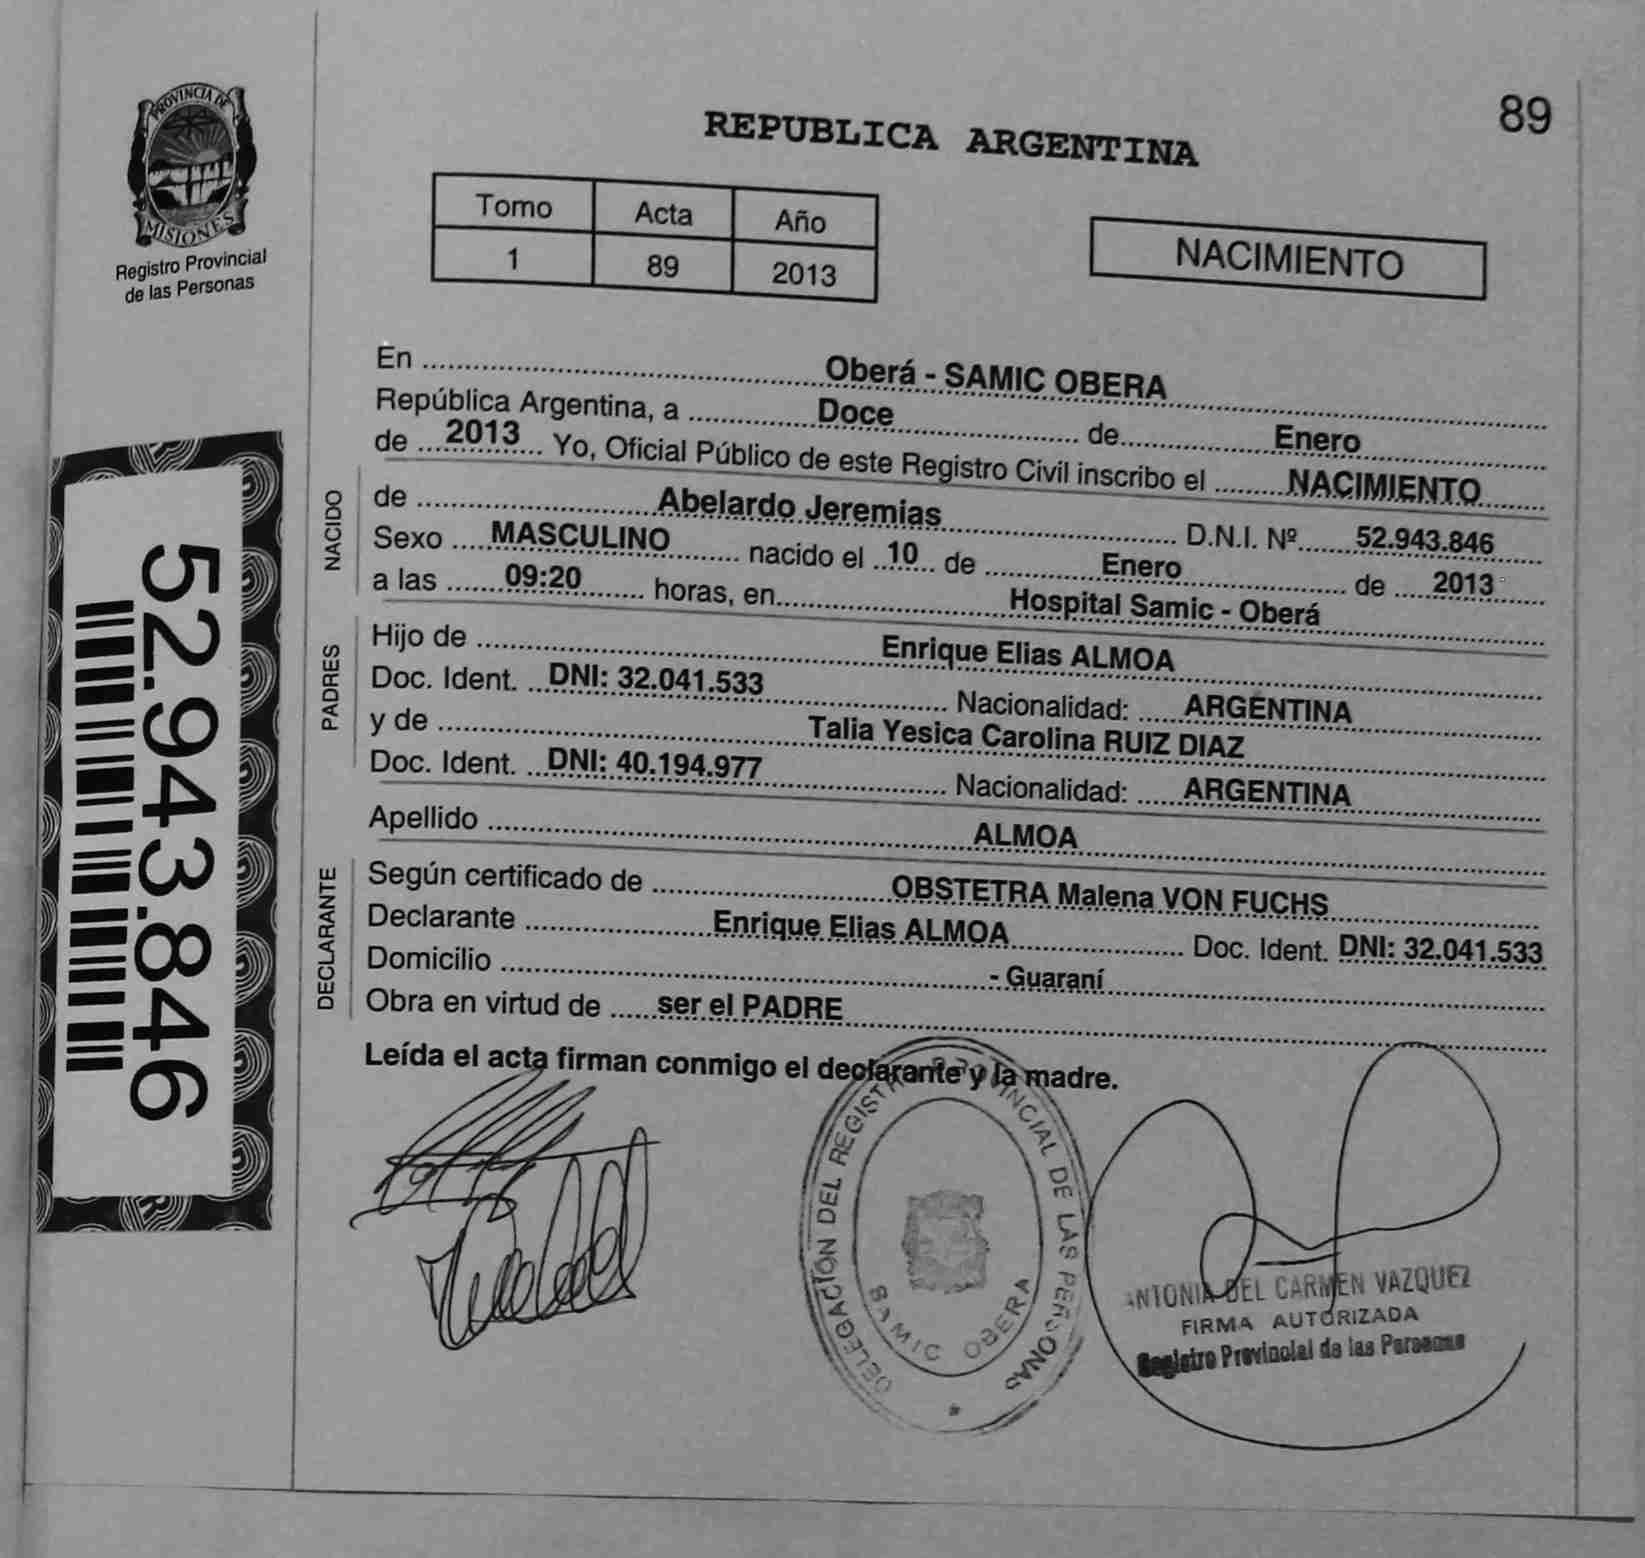 89
PROVINCIA DE
MISIONES
Registro Provincial
de las Personas
REPUBLICA ARGENTINA
Tomo Acta Año
1 89 2013
NACIMIENTO
En Oberá - SAMIC OBERA
República Argentina, a Doce de Enero
de 2013 Yo, Oficial Público de este Registro Civil inscribo el NACIMIENTO
NACIDO
de Abelardo Jeremias D.N.I. Nº 52.943.846
Sexo MASCULINO nacido el 10 de Enero de 2013
a las 09:20 horas, en Hospital Samic - Oberá
PADRES
Hijo de Enrique Elias ALMOA
Doc. Ident. DNI: 32.041.533 Nacionalidad: ARGENTINA
y de Talia Yesica Carolina RUIZ DIAZ
Doc. Ident. DNI: 40.194.977 Nacionalidad: ARGENTINA
Apellido ALMOA
DECLARANTE
Según certificado de OBSTETRA Malena VON FUCHS
Declarante Enrique Elias ALMOA Doc. Ident. DNI: 32.041.533
Domicilio - Guaraní
Obra en virtud de ser el PADRE
Leída el acta firman conmigo el declarante y la madre.
52.943.846
DELEGACIÓN DEL REGISTRO PROVINCIAL DE LAS PERSONAS
SAMIC OBERA
ANTONIA DEL CARMEN VAZQUEZ
FIRMA AUTORIZADA
Registro Provincial de las Personas